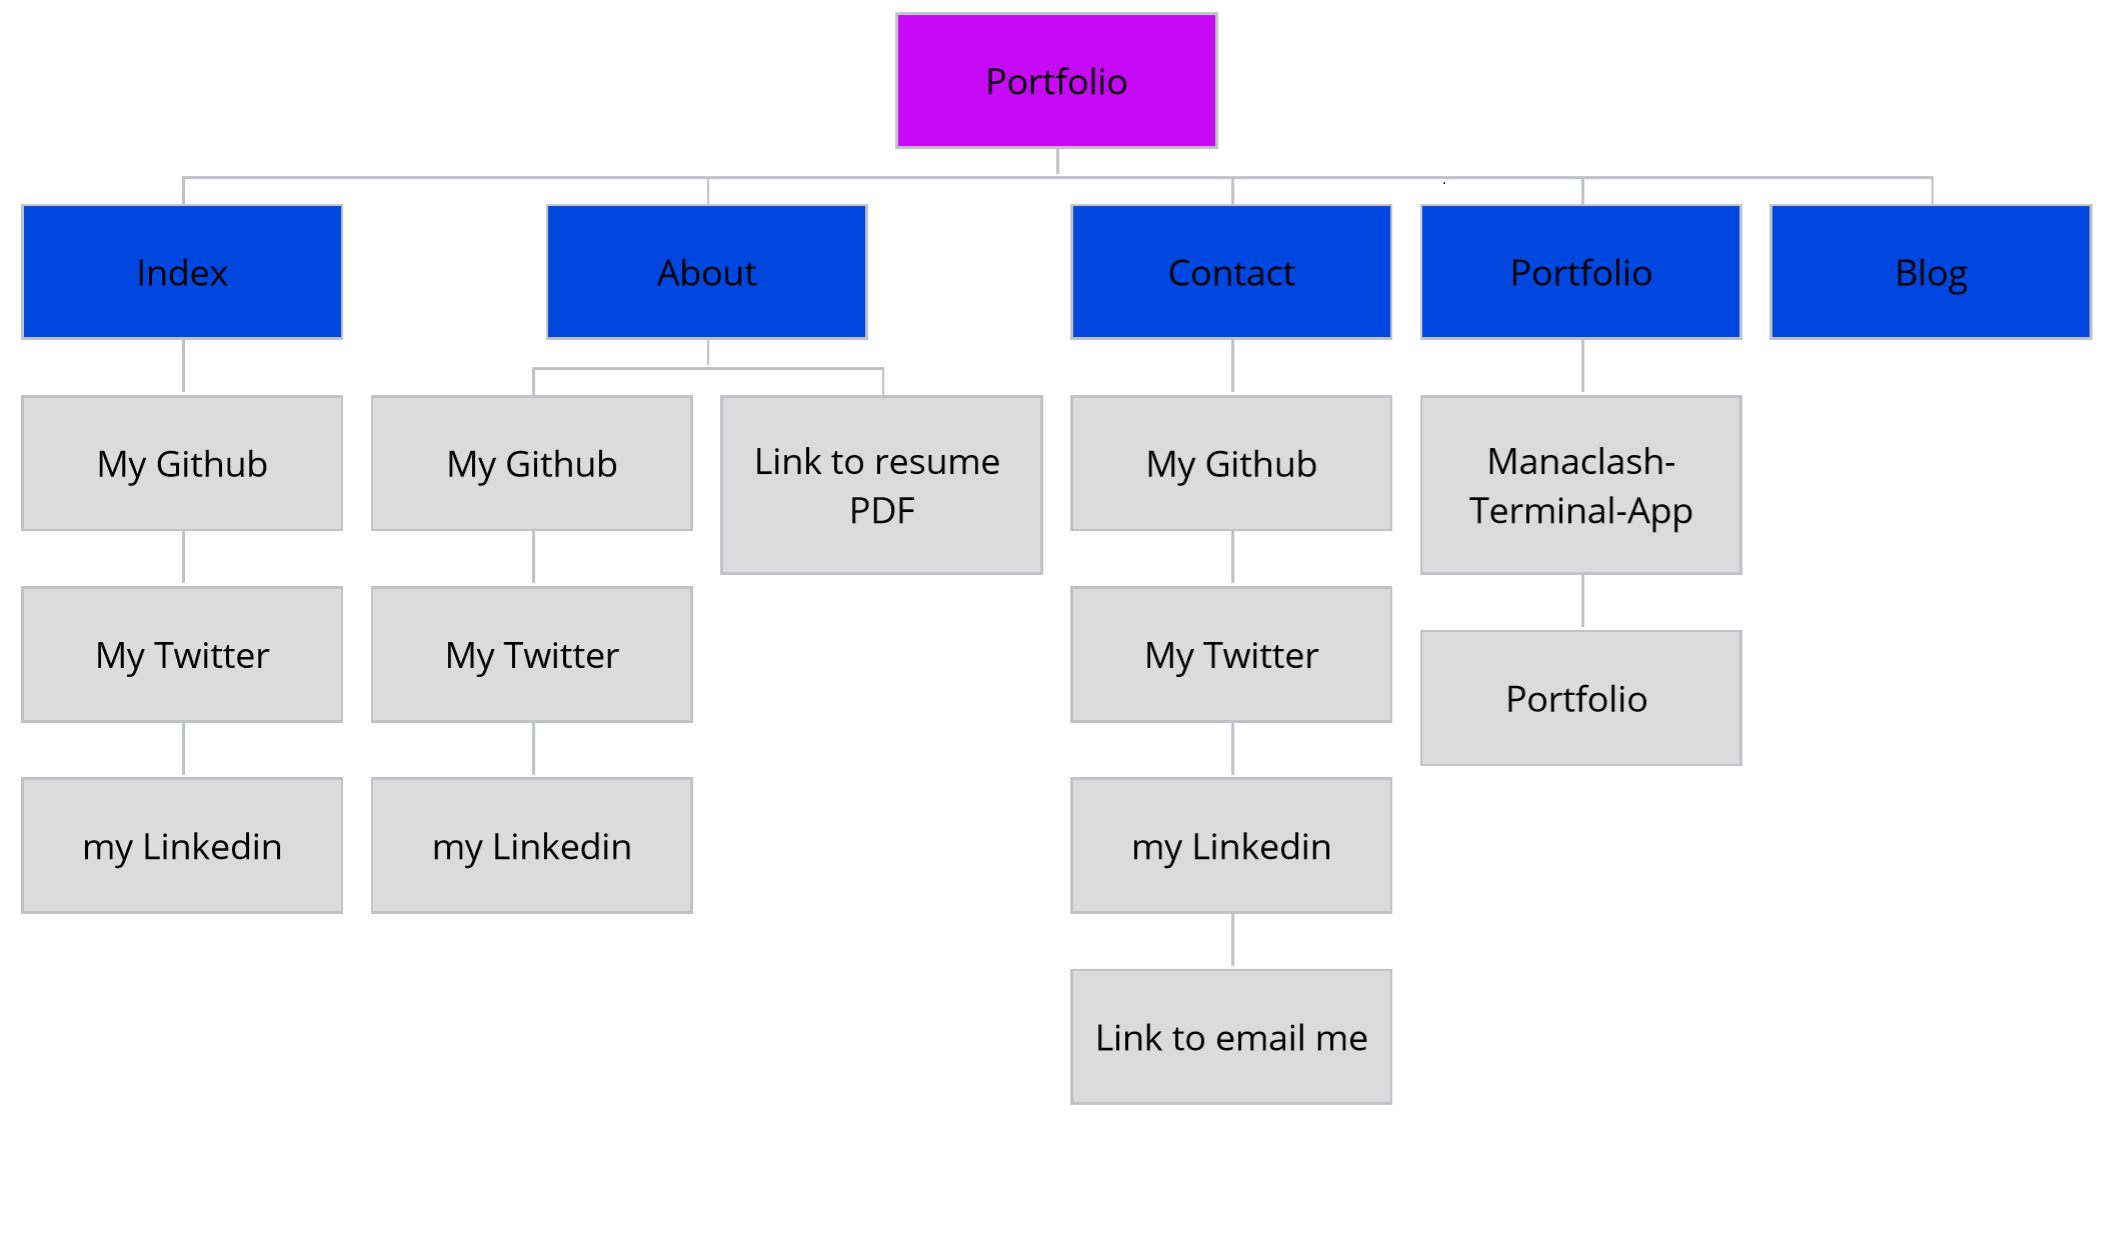 Portfolio
Index
About
Contact
Portfolio
Blog
My Github
My Github
Link to resume
PDF
My Github
Manaclash-
Terminal-App
My Twitter
My Twitter
My Twitter
Portfolio
my Linkedin
my Linkedin
my Linkedin
Link to email me